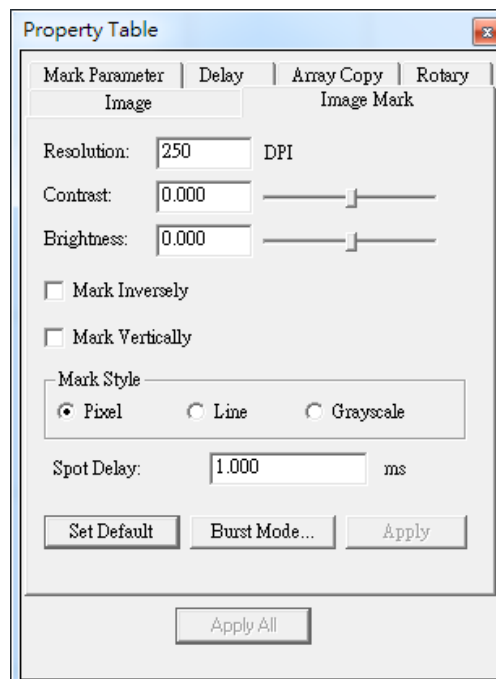 Property Table
Mark Parameter Delay Array Copy Rotary
Image Image Mark
Resolution: 250 DPI
Contrast: 0.000
Brightness: 0.000
Mark Inversely
Mark Vertically
Mark Style
Pixel Line Grayscale
Spot Delay: 1.000 ms
Set Default Burst Mode... Apply
Apply All